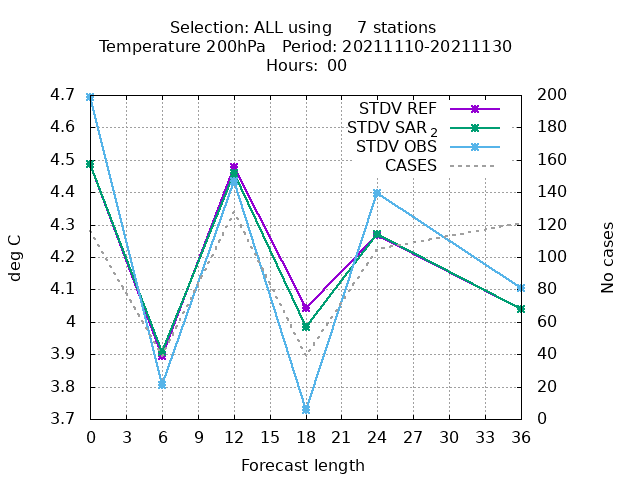 Selection: ALL using 7 stations
Temperature 200hPa Period: 20211110-20211130
Hours: 00
STDV REF
STDV SAR 2
STDV OBS
CASES
4.7
4.6
4.5
4.4
4.3
4.2
4.1
4
3.9
3.8
3.7
deg C
200
180
160
140
120
100
80
60
40
20
0
No cases
0 3 6 9 12 15 18 21 24 27 30 33 36
Forecast length